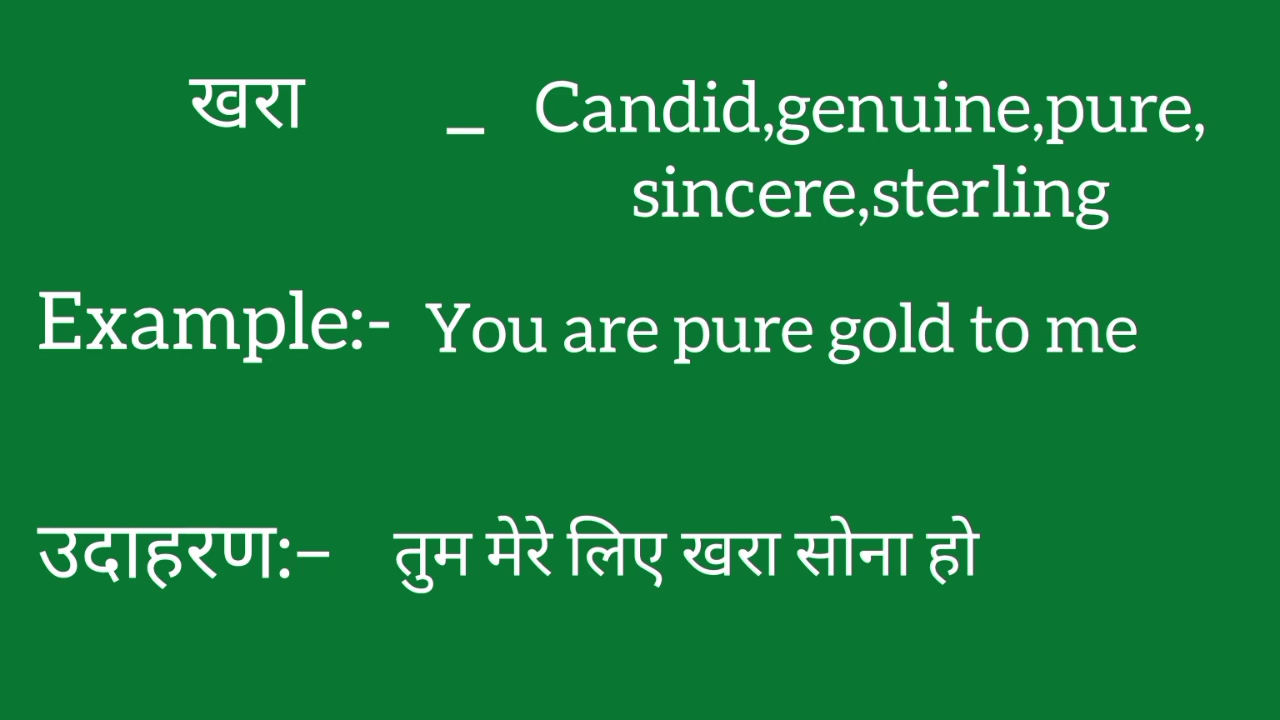 खरा _ Candid,genuine,pure,
sincere,sterling
Example:- You are pure gold to me
उदाहरण:– तुम मेरे लिए खरा सोना हो